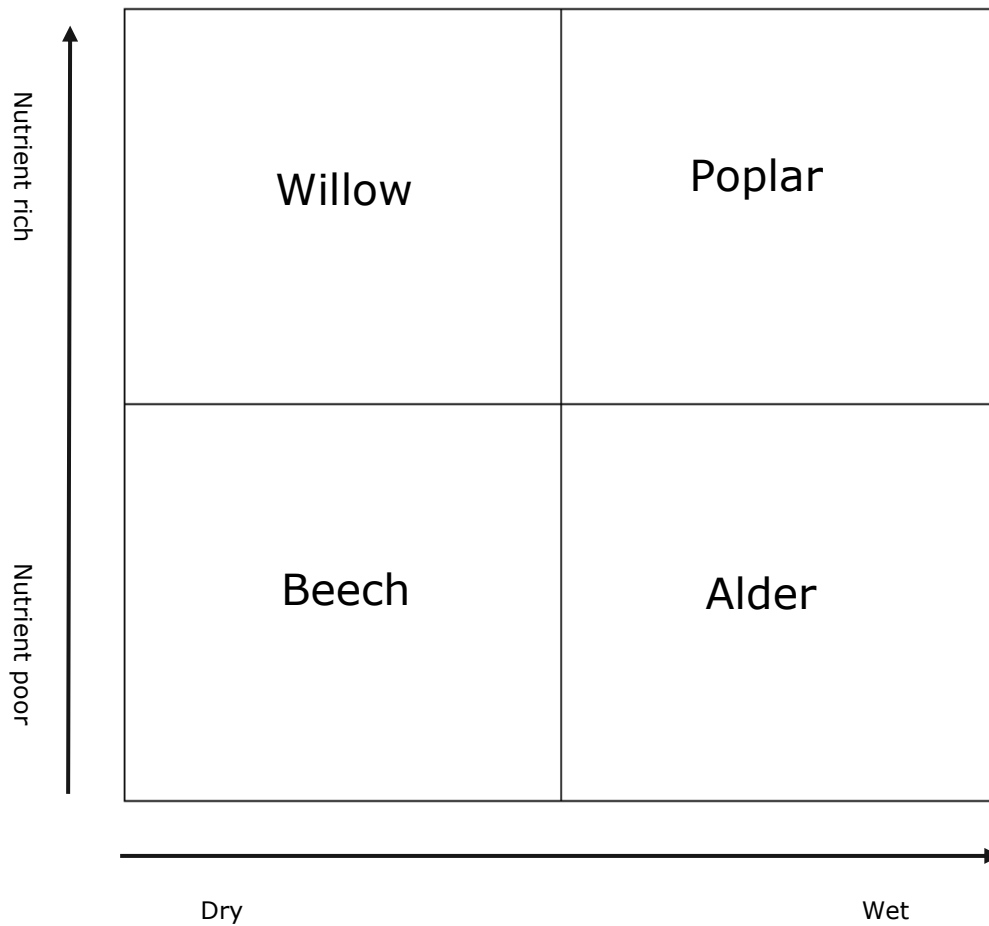 Nutrient rich
Willow
Poplar
Nutrient poor
Beech
Alder
Dry
Wet